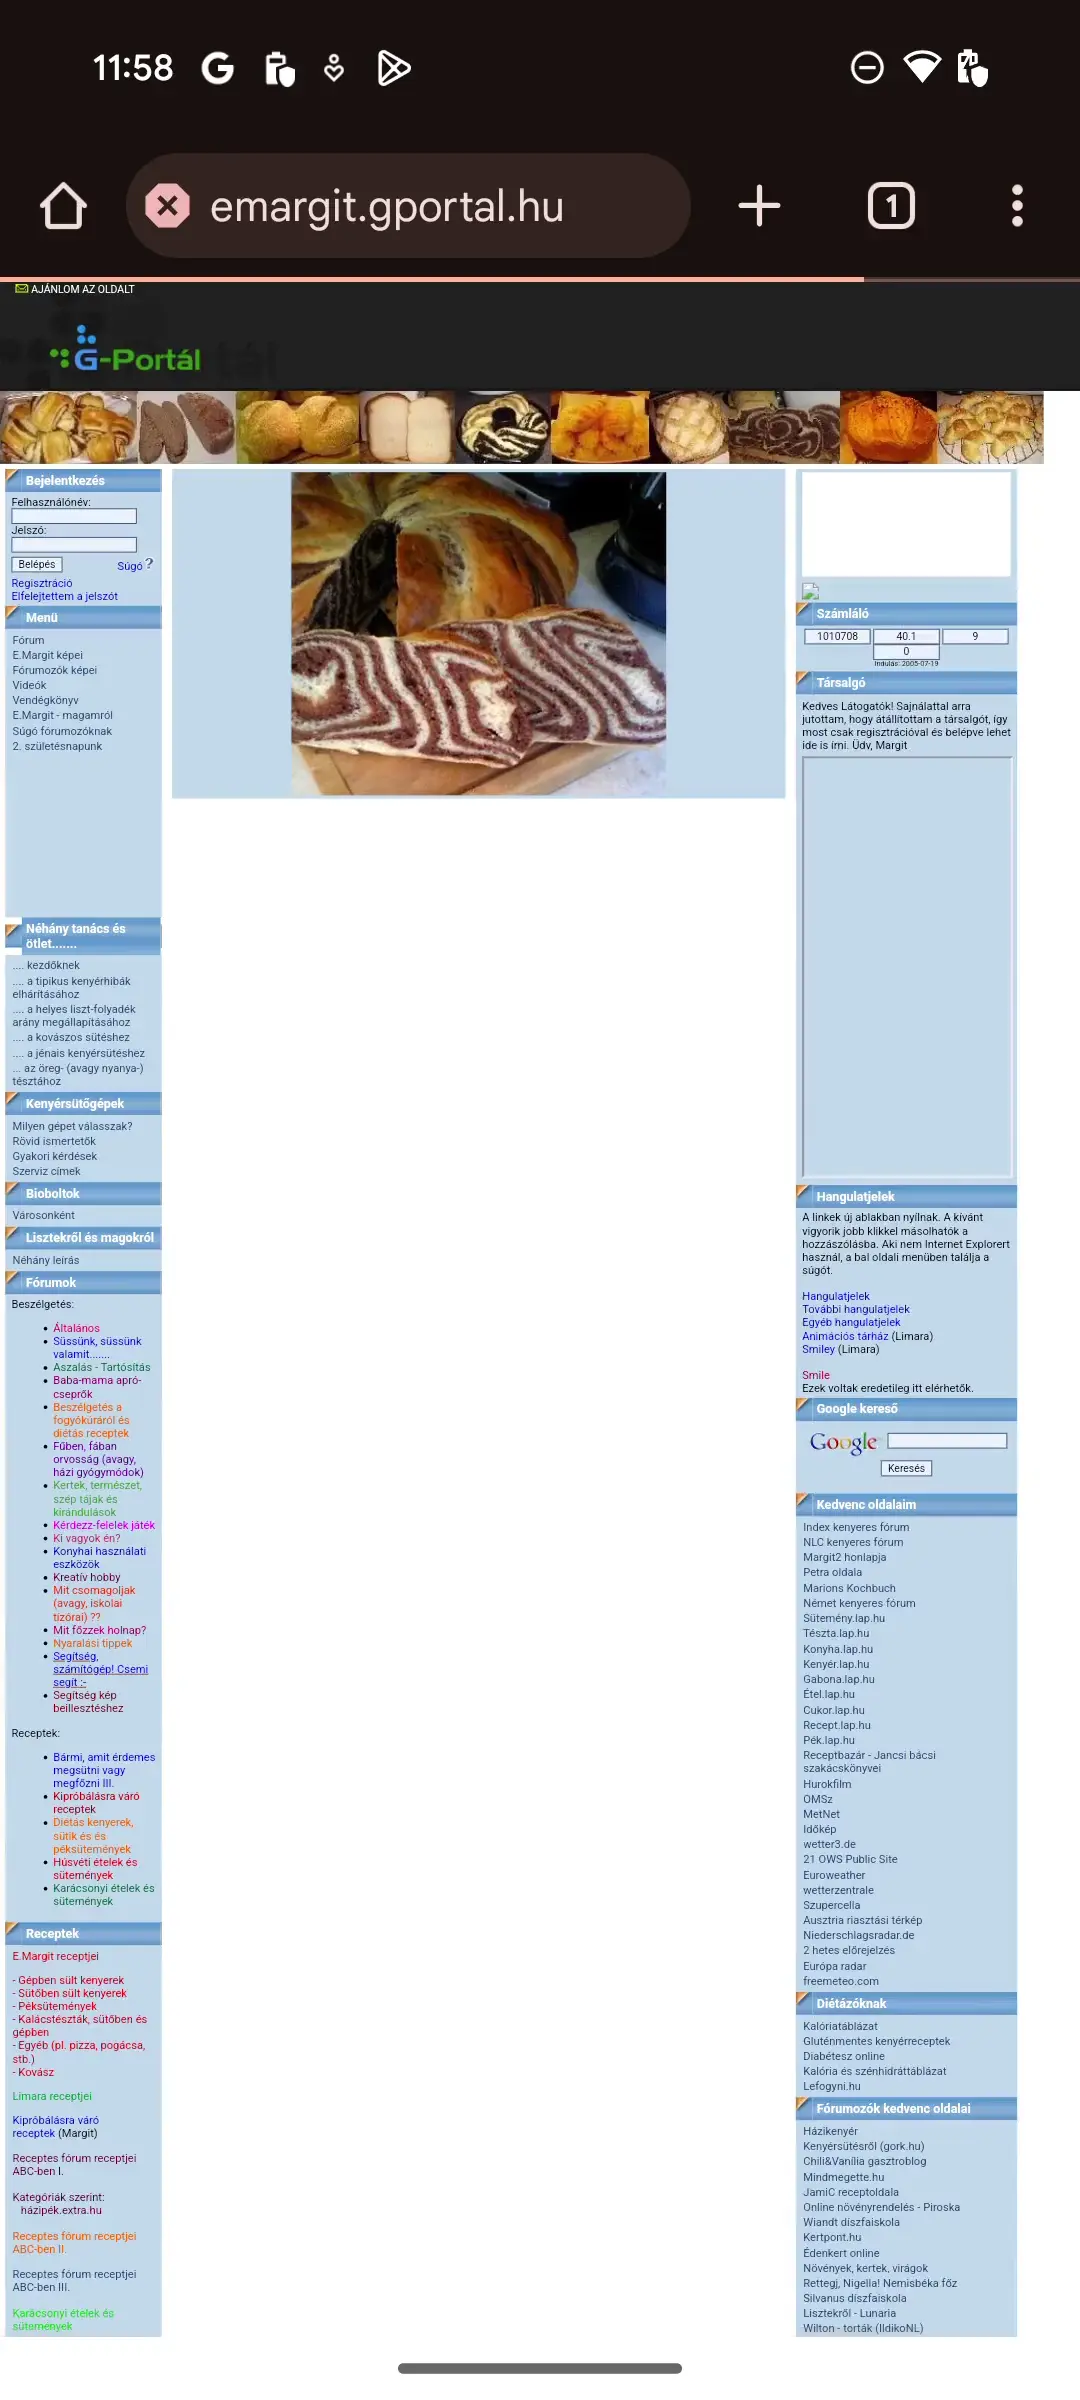 11:58
emargit.gportal.hu
1
AJÁNLOM AZ OLDALT
G-Portál
Bejelentkezés
Felhasználónév:
Jelszó:
Belépés
Súgó ?
Regisztráció
Elfelejtettem a jelszót
Menü
Fórum
E.Margit képei
Fórumozók képei
Videók
Vendégkönyv
E.Margit - magamról
Súgó fórumozóknak
2. születésnapunk
Néhány tanács és
ötlet.......
.... kezdőknek
.... a tipikus kenyérhibák
elhárításához
.... a helyes liszt-folyadék
arány megállapításához
.... a kovászos sütéshez
.... a jénais kenyérsütéshez
... az öreg- (avagy nyanya-)
tésztához
Kenyérsütőgépek
Milyen gépet válasszak?
Rövid ismertetők
Gyakori kérdések
Szerviz címek
Bioboltok
Városonként
Lisztekről és magokról
Néhány leírás
Fórumok
Beszélgetés:
Általános
Süssünk, süssünk
valamit.......
Aszalás - Tartósítás
Baba-mama apró-
cseprők
Beszélgetés a
fogyókúráról és
diétás receptek
Fűben, fában
orvosság (avagy,
házi gyógymódok)
Kertek, természet,
szép tájak és
kirándulások
Kérdezz-felelek játék
Ki vagyok én?
Konyhai használati
eszközök
Kreatív hobby
Mit csomagoljak
(avagy, iskolai
tízórai) ??
Mit főzzek holnap?
Nyaralási tippek
Segítség,
számítógép! Csemi
segít :-
Segítség kép
beillesztéshez
Receptek:
Bármi, amit érdemes
megsütni vagy
megfőzni III.
Kipróbálásra váró
receptek
Diétás kenyerek,
sütik és és
péksütemények
Húsvéti ételek és
sütemények
Karácsonyi ételek és
sütemények
Receptek
E.Margit receptjei
- Gépben sült kenyerek
- Sütőben sült kenyerek
- Péksütemények
- Kalácstészták, sütőben és
gépben
- Egyéb (pl. pizza, pogácsa,
stb.)
- Kovász
Limara receptjei
Kipróbálásra váró
receptek (Margit)
Receptes fórum receptjei
ABC-ben I.
Kategóriák szerint:
házipék.extra.hu
Receptes fórum receptjei
ABC-ben II.
Receptes fórum receptjei
ABC-ben III.
Karácsonyi ételek és
sütemények
Számláló
1010708 40.1 9
0
Indulás: 2005-07-19
Társalgó
Kedves Látogatók! Sajnálattal arra
jutottam, hogy átállítottam a társalgót, így
most csak regisztrációval és belépve lehet
ide is írni. Üdv, Margit
Hangulatjelek
A linkek új ablakban nyílnak. A kívánt
vigyorik jobb klikkel másolhatók a
hozzászólásba. Aki nem Internet Explorert
használ, a bal oldali menüben találja a
súgót.
Hangulatjelek
További hangulatjelek
Egyéb hangulatjelek
Animációs tárház (Limara)
Smiley (Limara)
Smile
Ezek voltak eredetileg itt elérhetők.
Google kereső
Google
Keresés
Kedvenc oldalaim
Index kenyeres fórum
NLC kenyeres fórum
Margit2 honlapja
Petra oldala
Marions Kochbuch
Német kenyeres fórum
Sütemény.lap.hu
Tészta.lap.hu
Konyha.lap.hu
Kenyér.lap.hu
Gabona.lap.hu
Étel.lap.hu
Cukor.lap.hu
Recept.lap.hu
Pék.lap.hu
Receptbazár - Jancsi bácsi
szakácskönyvei
Hurokfilm
OMSz
MetNet
Időkép
wetter3.de
21 OWS Public Site
Euroweather
wetterzentrale
Szupercella
Ausztria riasztási térkép
Niederschlagsradar.de
2 hetes előrejelzés
Európa radar
freemeteo.com
Diétázóknak
Kalóriatáblázat
Gluténmentes kenyérreceptek
Diabétesz online
Kalória és szénhidráttáblázat
Lefogyni.hu
Fórumozók kedvenc oldalai
Házikenyér
Kenyérsütésről (gork.hu)
Chili&Vanília gasztroblog
Mindmegette.hu
JamiC receptoldala
Online növényrendelés - Piroska
Wiandt díszfaiskola
Kertpont.hu
Édenkert online
Növények, kertek, virágok
Rettegj, Nigella! Nemisbéka főz
Silvanus díszfaiskola
Lisztekről - Lunaria
Wilton - torták (IldikoNL)